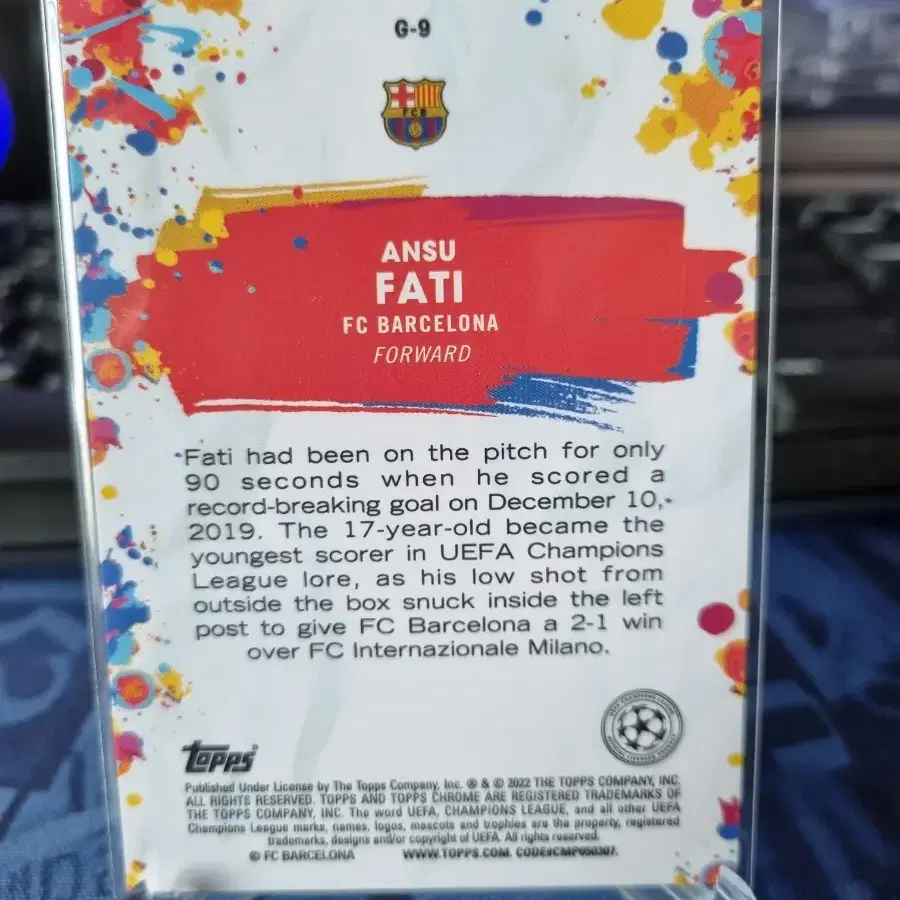 G-9
FCB
ANSU
FATI
FC BARCELONA
FORWARD
Fati had been on the pitch for only
90 seconds when he scored a
record-breaking goal on December 10,
2019. The 17-year-old became the
youngest scorer in UEFA Champions
League lore, as his low shot from
outside the box snuck inside the left
post to give FC Barcelona a 2-1 win
over FC Internazionale Milano.
Topps
Published Under License by The Topps Company, Inc. ® & © 2022 THE TOPPS COMPANY, INC.
ALL RIGHTS RESERVED. TOPPS AND TOPPS CHROME ARE REGISTERED TRADEMARKS OF
THE TOPPS COMPANY, INC. The word UEFA, CHAMPIONS LEAGUE, and all other UEFA
Champions League marks, names, logos, mascots and trophies are the property, registered
trademarks, designs and/or copyright of UEFA. All rights reserved.
© FC BARCELONA WWW.TOPPS.COM. CODE#CMP050307.